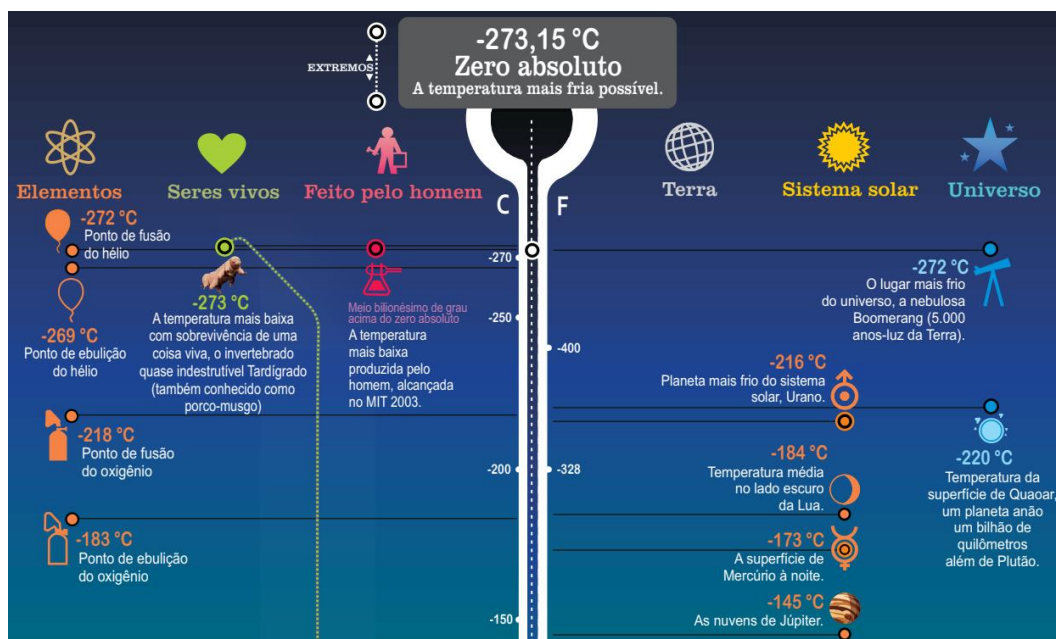 -273,15 °C
Zero absoluto
A temperatura mais fria possível.
EXTREMOS
Elementos
Seres vivos
Feito pelo homem
C
F
Terra
Sistema solar
Universo
-272 °C
Ponto de fusão
do hélio
-269 °C
Ponto de ebulição
do hélio
-218 °C
Ponto de fusão
do oxigênio
-183 °C
Ponto de ebulição
do oxigênio
-273 °C
A temperatura mais baixa
com sobrevivência de uma
coisa viva, o invertebrado
quase indestrutível Tardígrado
(também conhecido como
porco-musgo)
Meio bilionésimo de grau
acima do zero absoluto
A temperatura
mais baixa
produzida pelo
homem, alcançada
no MIT 2003.
-270
-250
-200
-150
-400
-328
-216 °C
Planeta mais frio do sistema
solar, Urano.
-184 °C
Temperatura média
no lado escuro
da Lua.
-173 °C
A superfície de
Mercúrio à noite.
-145 °C
As nuvens de Júpiter.
-272 °C
O lugar mais frio
do universo, a nebulosa
Boomerang (5.000
anos-luz da Terra).
-220 °C
Temperatura da
superfície de Quaoar,
um planeta anão
um bilhão de
quilômetros
além de Plutão.